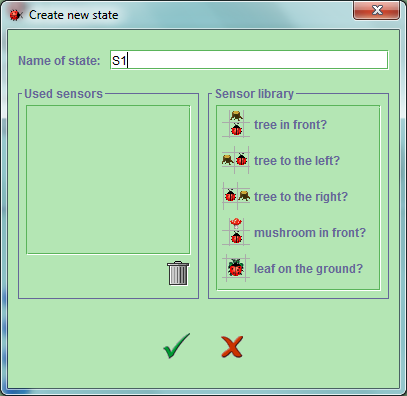 Create new state
Name of state: S1
Used sensors
Sensor library
tree in front?
tree to the left?
tree to the right?
mushroom in front?
leaf on the ground?